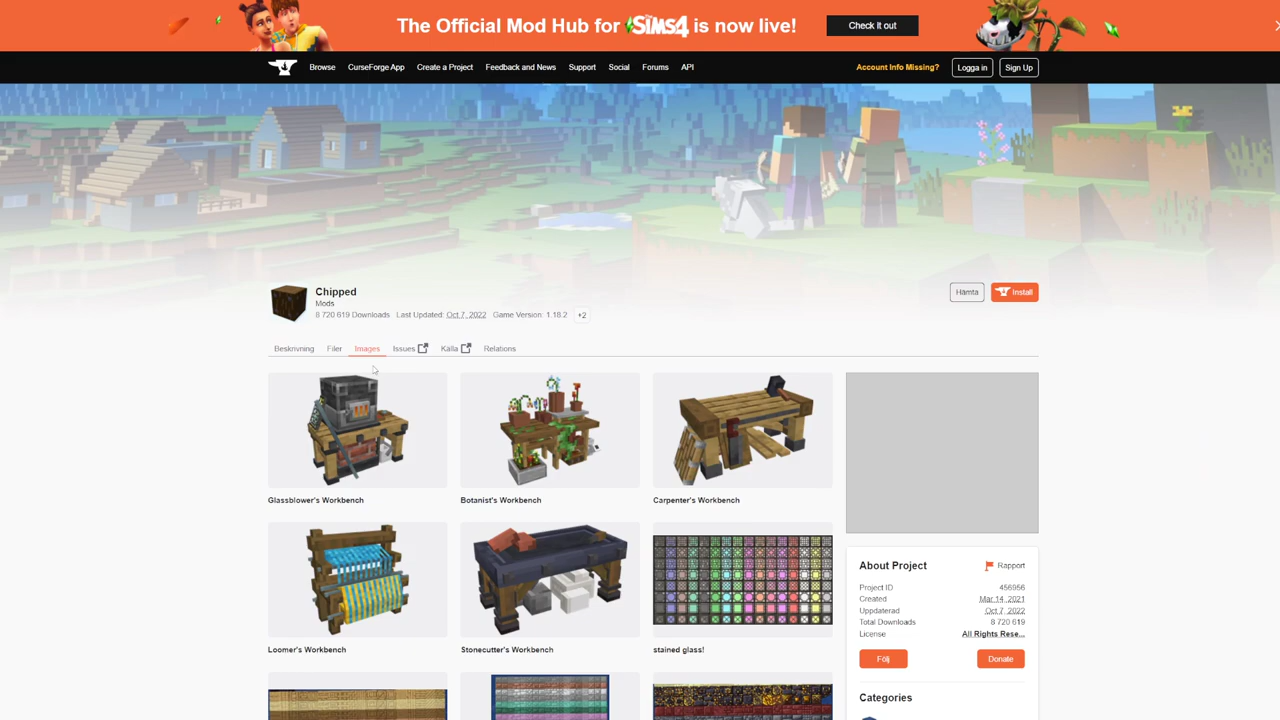 The Official Mod Hub for SIMS4 is now live!
Check it out
Browse CurseForge App Create a Project Feedback and News Support Social Forums API
Account Info Missing? Logga in Sign Up
Chipped
Mods
8 720 619 Downloads Last Updated: Oct 7, 2022 Game Version: 1.18.2 +2
Hämta Install
Beskrivning Filer Images Issues Källa Relations
Glassblower's Workbench
Botanist's Workbench
Carpenter's Workbench
Loomer's Workbench
Stonecutter's Workbench
stained glass!
About Project
Rapport
Project ID 456956
Created Mar 14, 2021
Uppdaterad Oct 7, 2022
Total Downloads 8 720 619
License All Rights Rese...
Följ
Donate
Categories